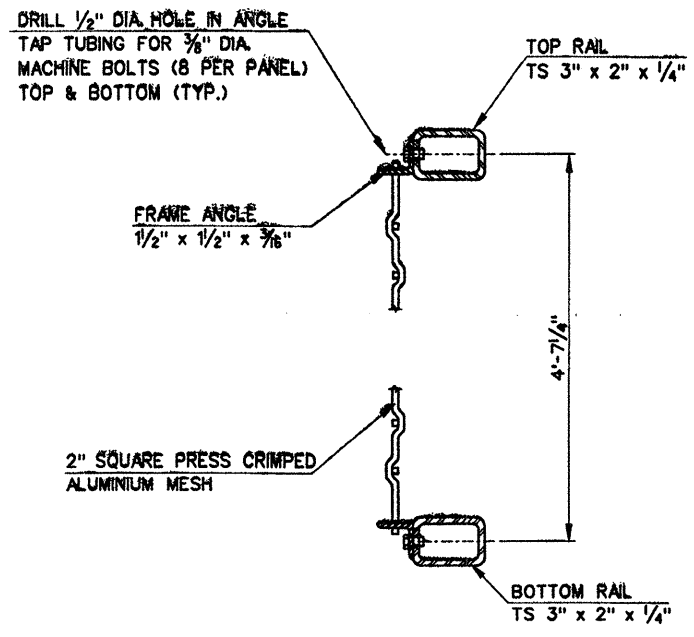 DRILL 1/2" DIA. HOLE IN ANGLE
TAP TUBING FOR 3/8" DIA.
MACHINE BOLTS (8 PER PANEL)
TOP & BOTTOM (TYP.)
TOP RAIL
TS 3" x 2" x 1/4"
FRAME ANGLE
1 1/2" x 1 1/2" x 3/16"
4'-7 1/4"
2" SQUARE PRESS CRIMPED
ALUMINIUM MESH
BOTTOM RAIL
TS 3" x 2" x 1/4"